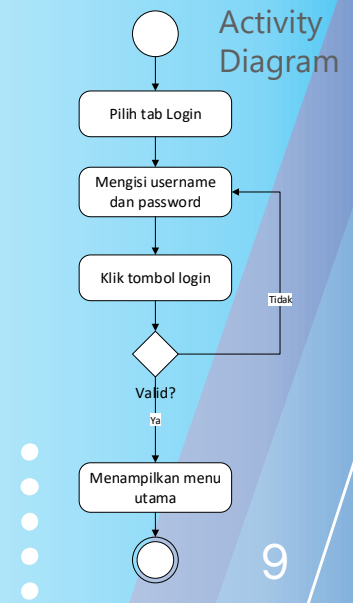 Activity
Diagram
Pilih tab Login
Mengisi username
dan password
Klik tombol login
Tidak
Valid?
Ya
Menampilkan menu
utama
9